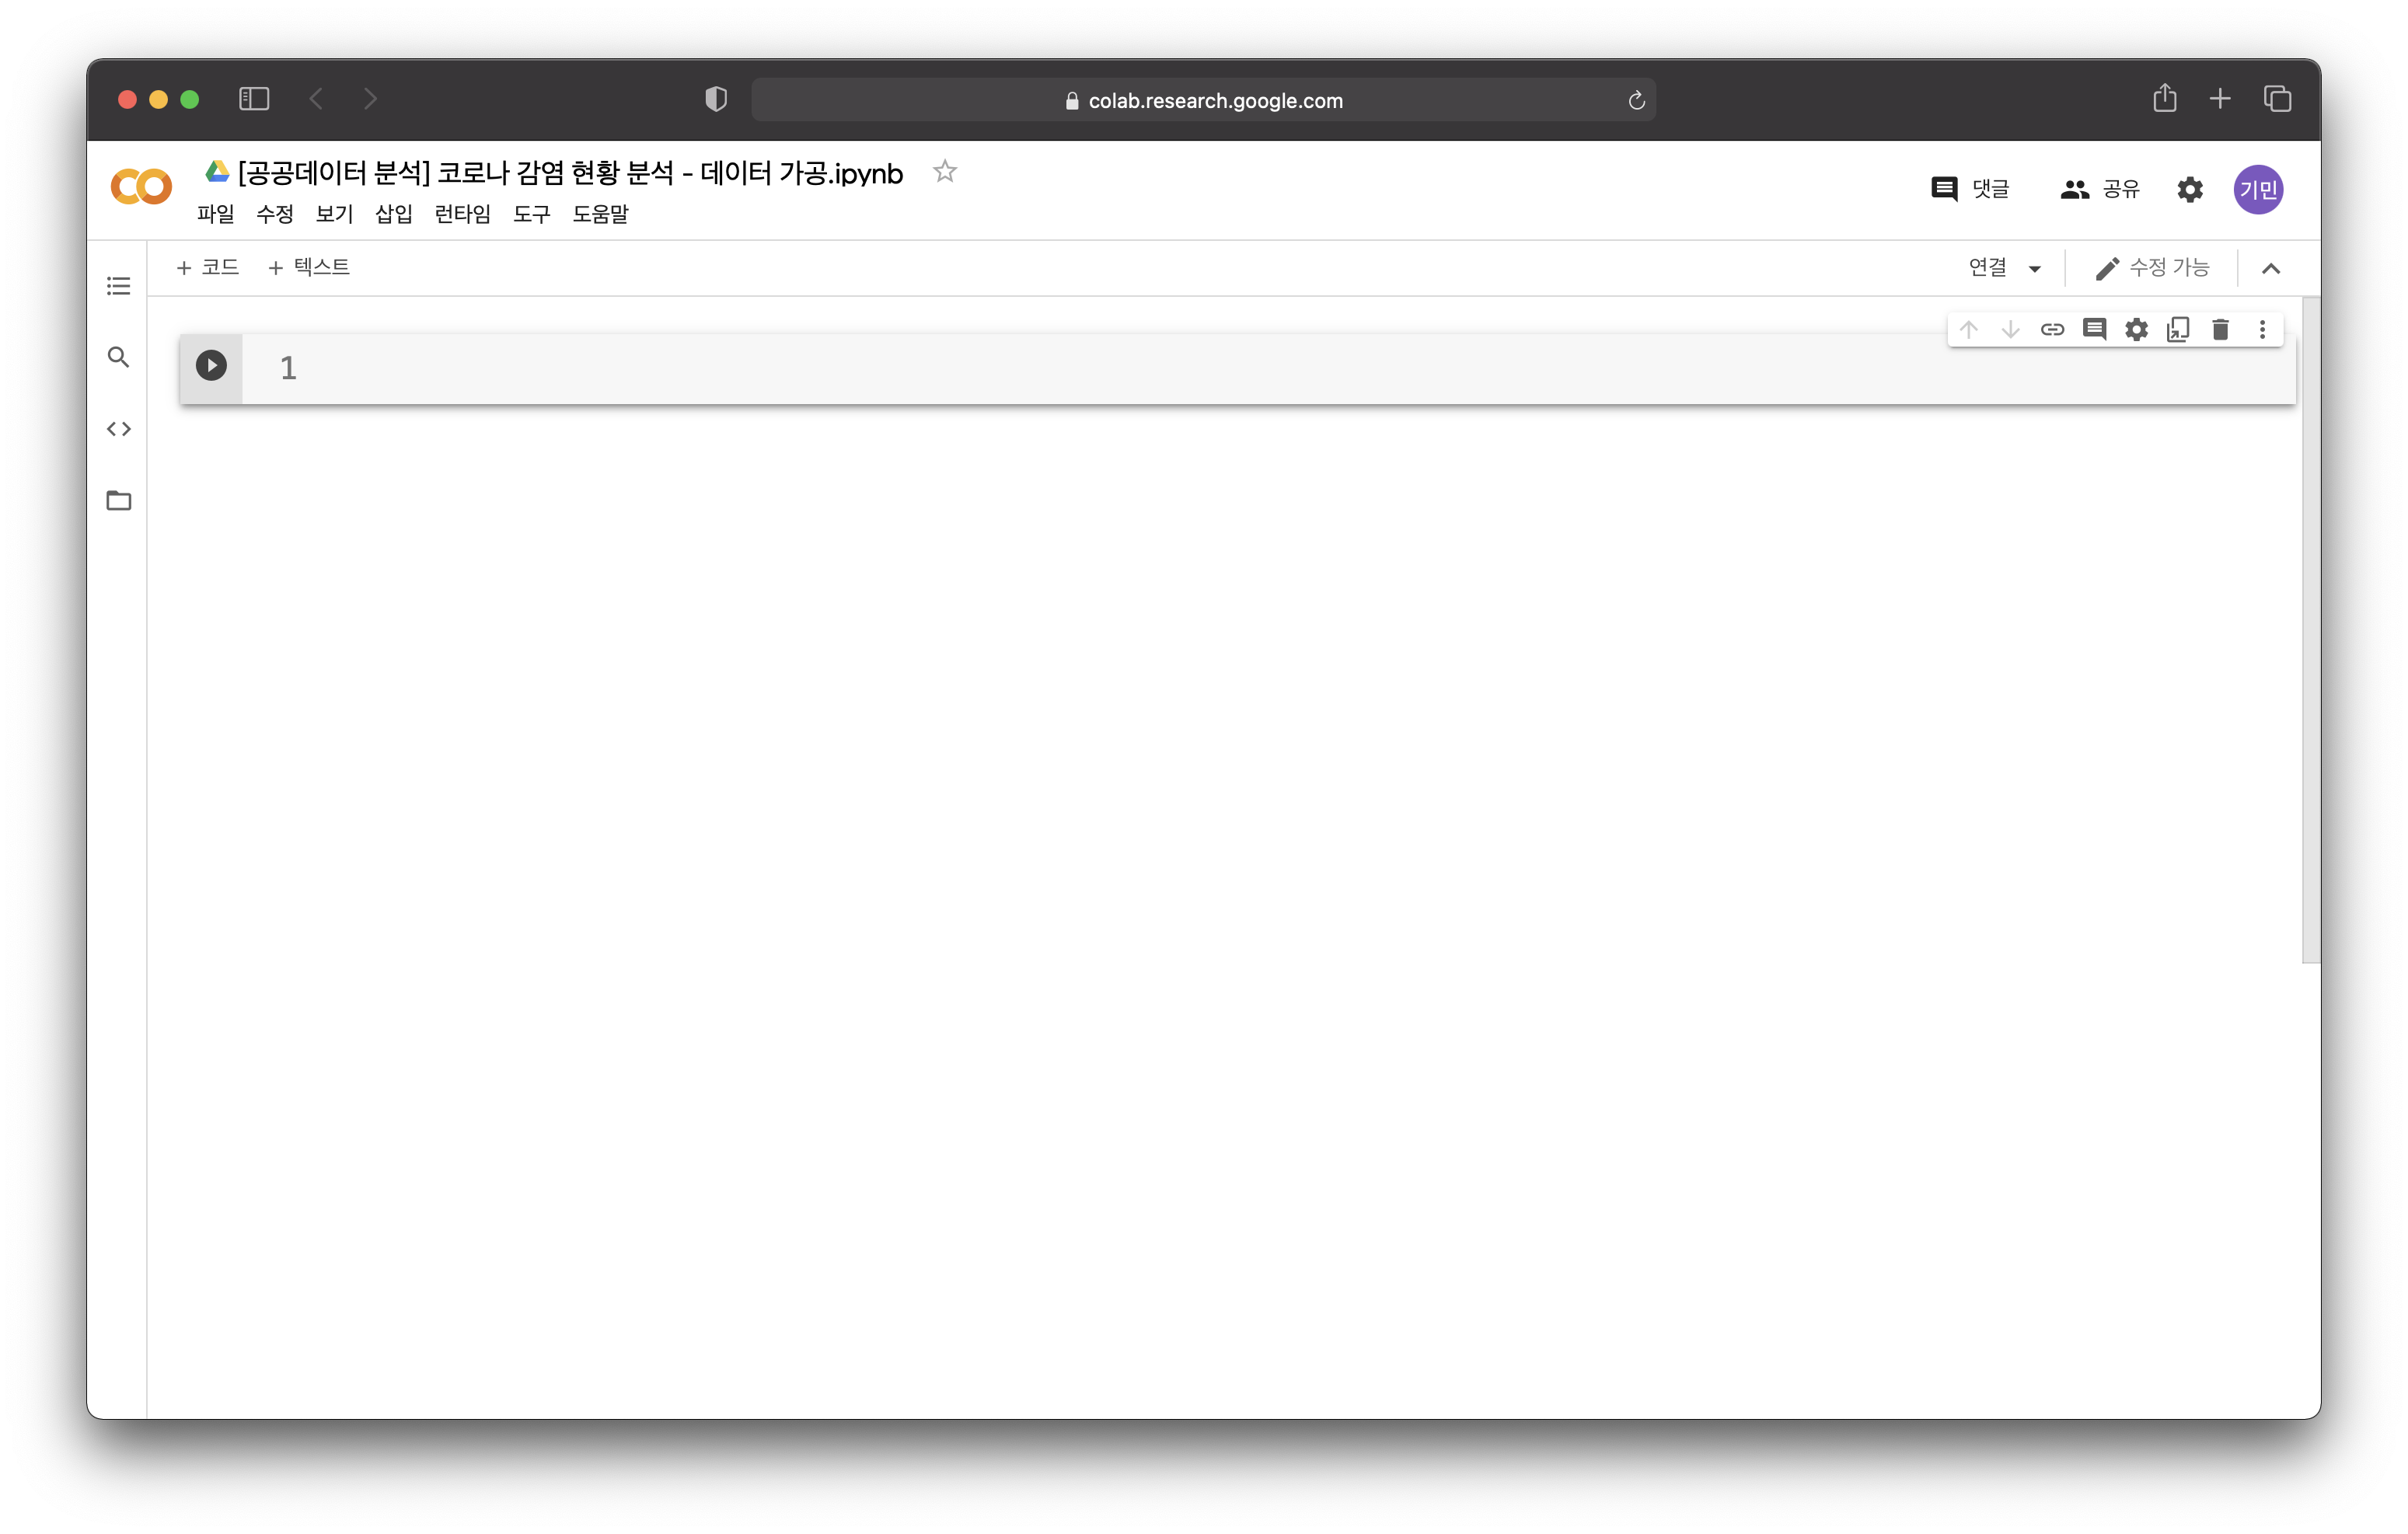 colab.research.google.com
[공공데이터 분석] 코로나 감염 현황 분석 - 데이터 가공.ipynb
파일 수정 보기 삽입 런타임 도구 도움말
댓글 공유 기민
+ 코드 + 텍스트
연결 수정 가능
1